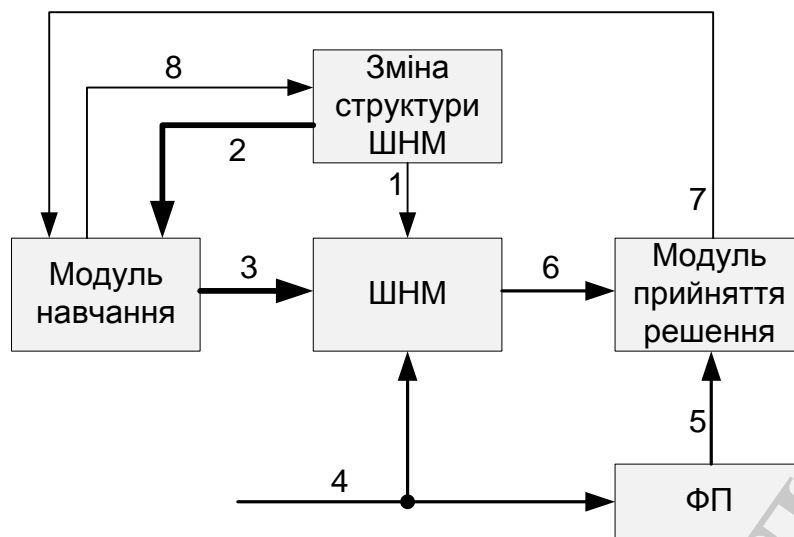 8
Зміна
структури
ШНМ
2
1
7
Модуль
навчання
3
ШНМ
6
Модуль
прийняття
решення
5
4
ФП